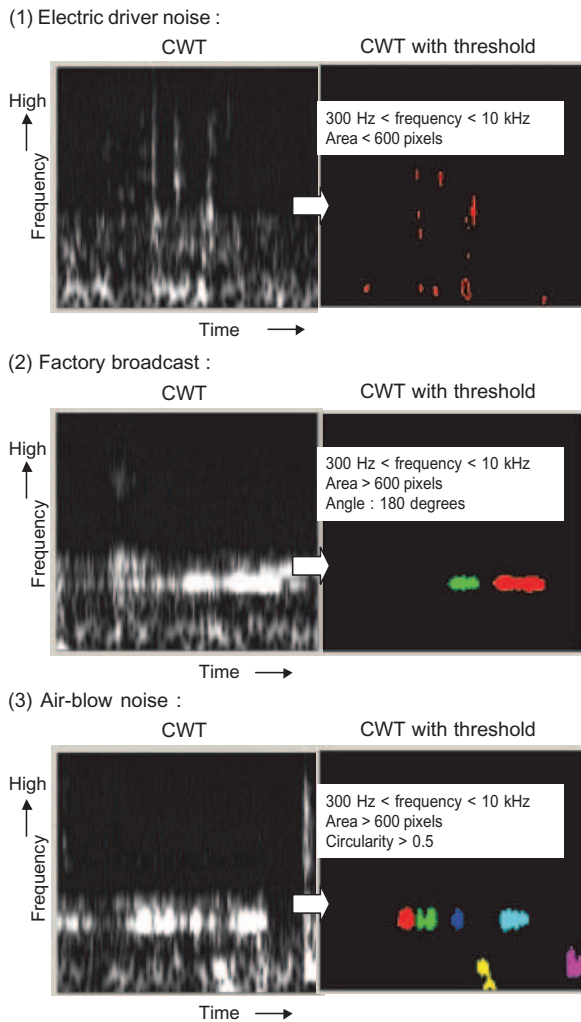 (1) Electric driver noise :
CWT
CWT with threshold
High
Frequency
300 Hz < frequency < 10 kHz
Area < 600 pixels
Time
(2) Factory broadcast :
CWT
CWT with threshold
High
Frequency
300 Hz < frequency < 10 kHz
Area > 600 pixels
Angle : 180 degrees
Time
(3) Air-blow noise :
CWT
CWT with threshold
High
Frequency
300 Hz < frequency < 10 kHz
Area > 600 pixels
Circularity > 0.5
Time